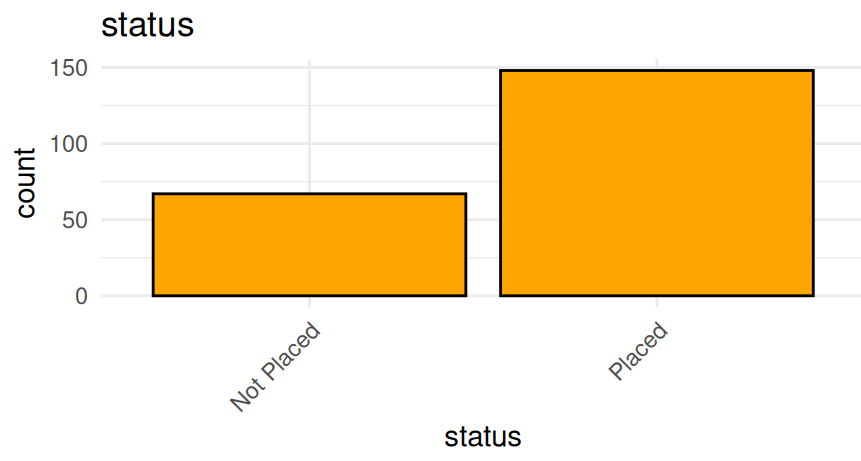 status
150
100
50
0
count
Not Placed
Placed
status